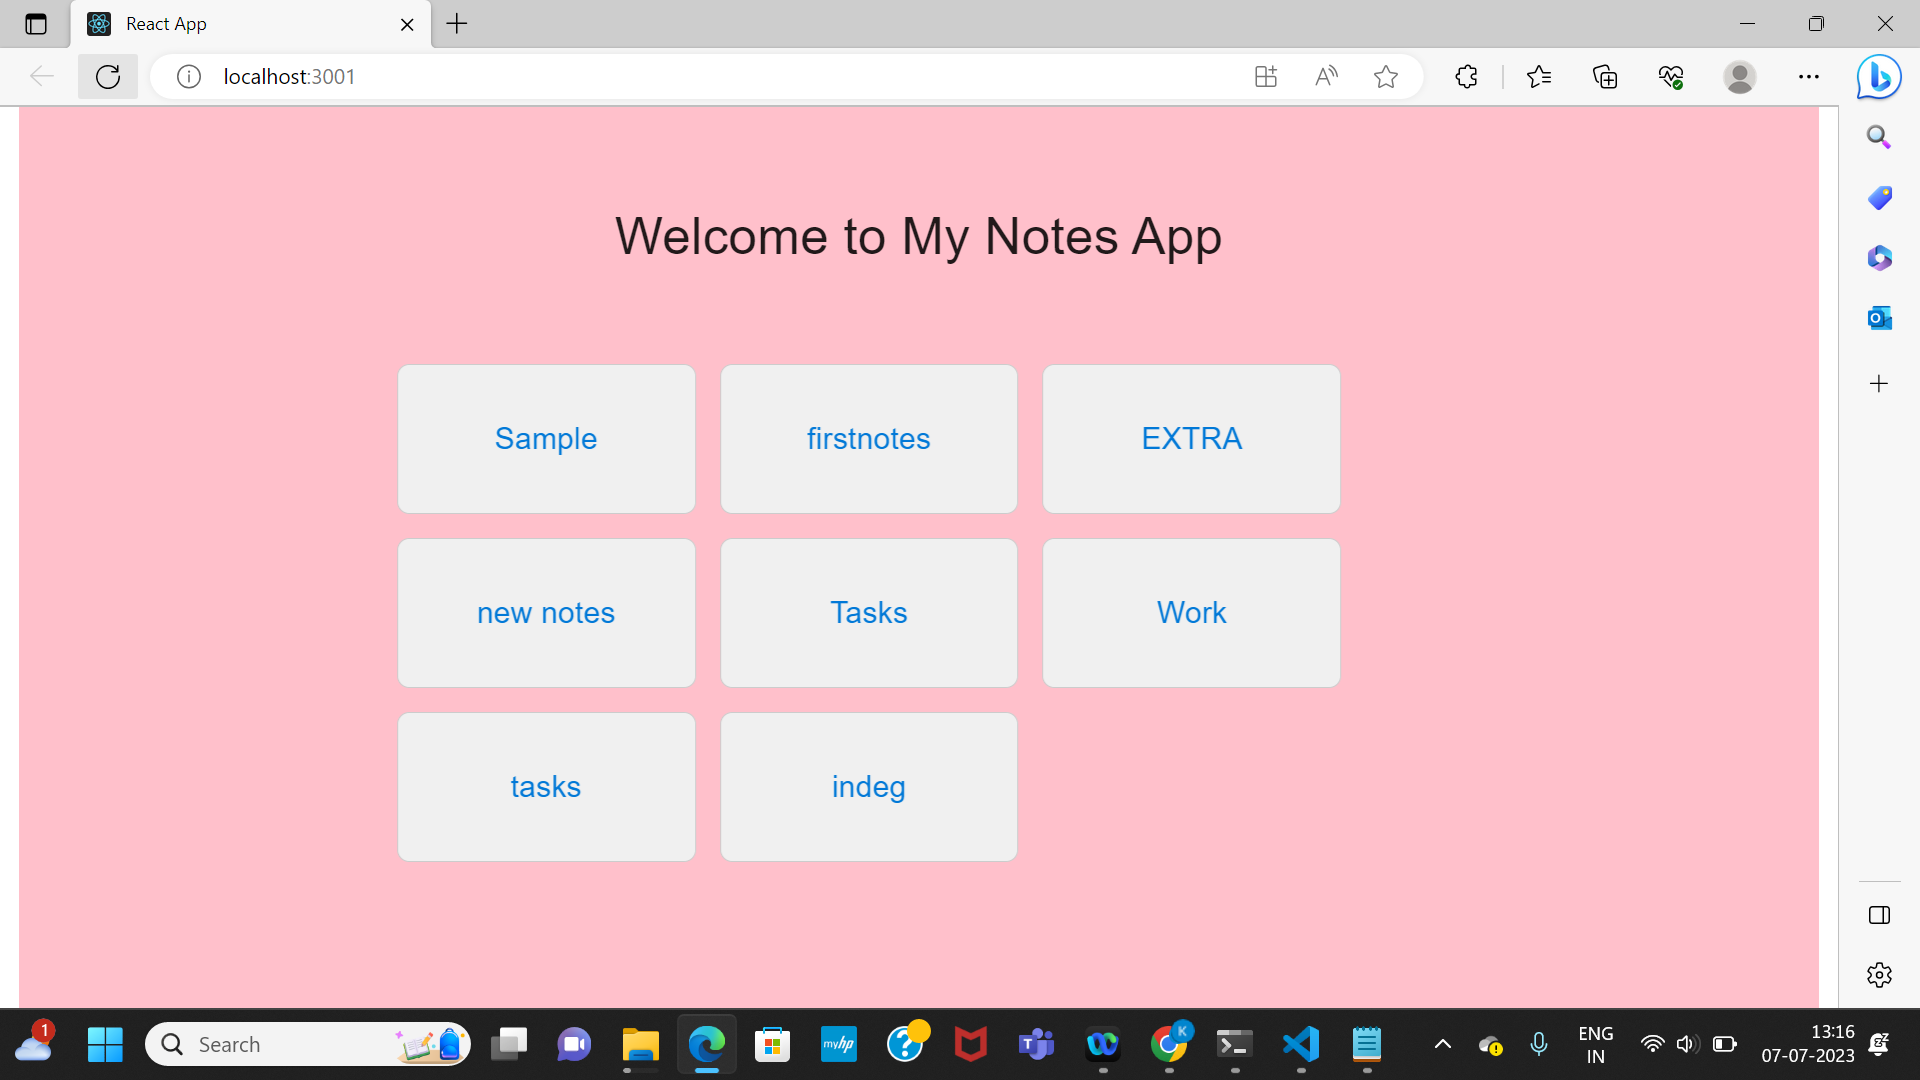 React App
localhost:3001
Welcome to My Notes App
Sample
firstnotes
EXTRA
new notes
Tasks
Work
tasks
indeg
1
Search
myhp
K
ENG
IN
13:16
07-07-2023